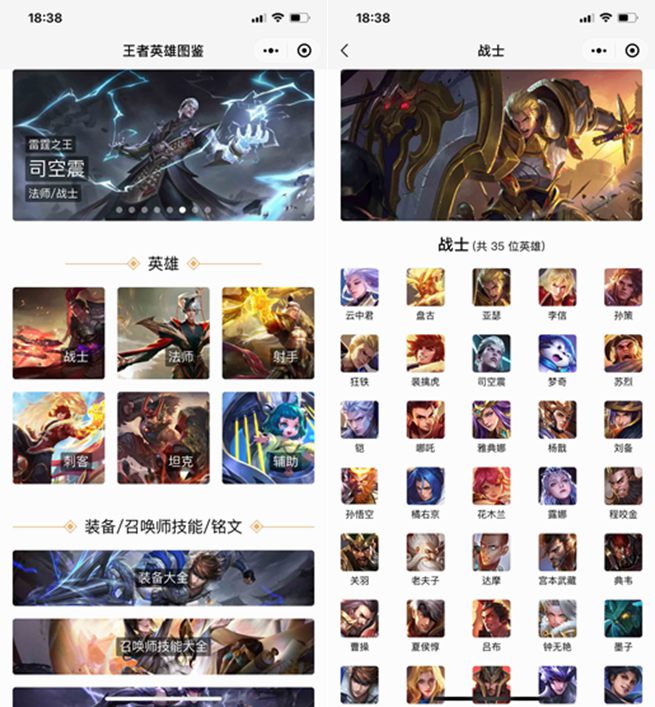 18:38
王者英雄图鉴
雷霆之王
司空震
法师/战士
英雄
战士
法师
射手
刺客
坦克
辅助
装备/召唤师技能/铭文
装备大全
召唤师技能大全
18:38
战士
战士 (共 35 位英雄)
云中君 盘古 亚瑟 李信 孙策
狂铁 裴擒虎 司空震 梦奇 苏烈
铠 哪吒 雅典娜 杨戬 刘备
孙悟空 橘右京 花木兰 露娜 程咬金
关羽 老夫子 达摩 宫本武藏 典韦
曹操 夏侯惇 吕布 钟无艳 墨子